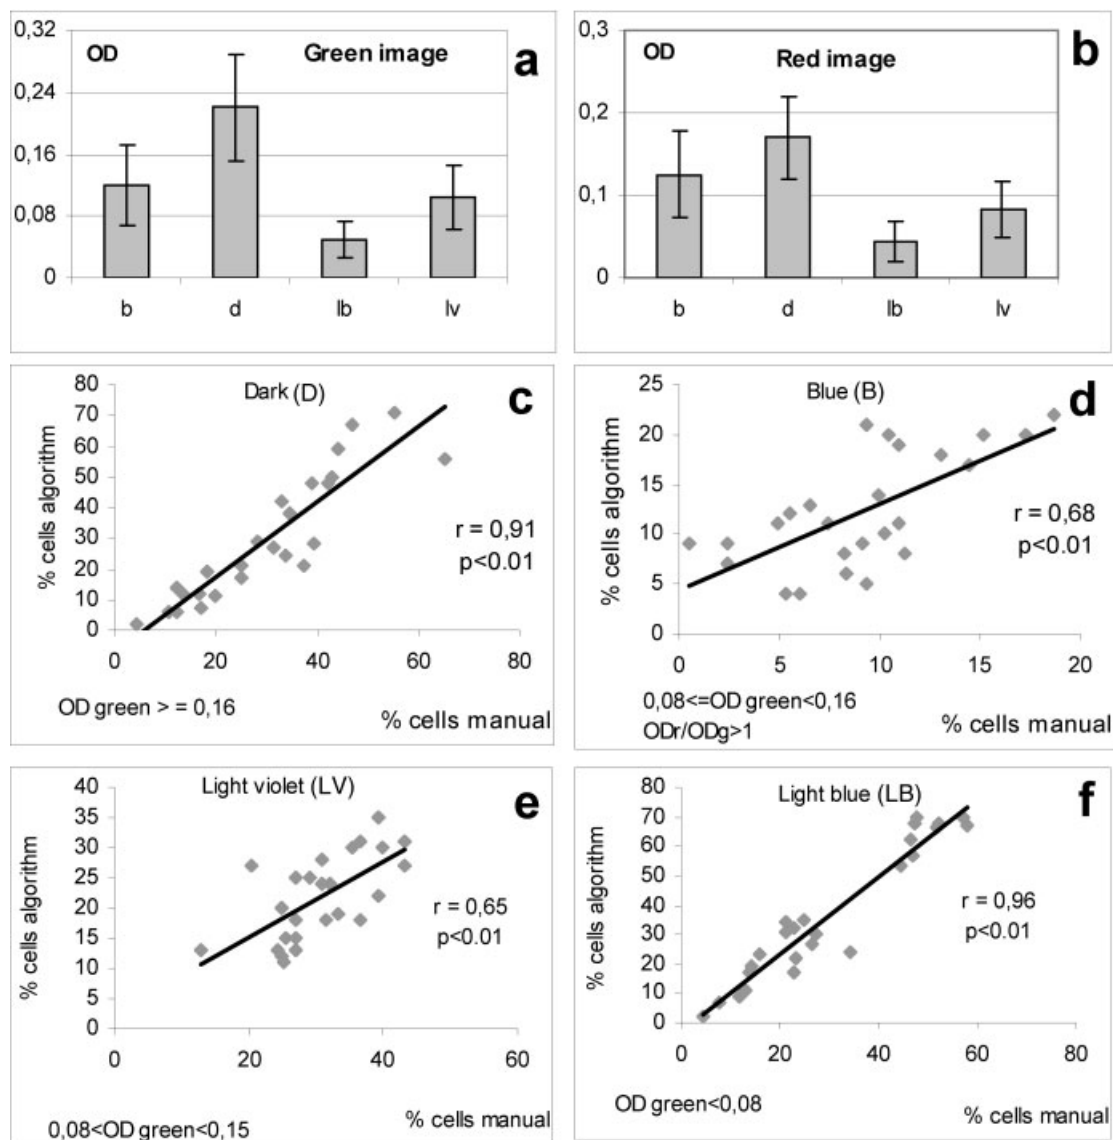 0,32
OD
Green image
a
0,24
0,16
0,08
0
b
d
lb
lv
0,3
OD
Red image
b
0,2
0,1
0
b
d
lb
lv
80
Dark (D)
c
70
60
50
40
30
20
10
0
% cells algorithm
r = 0,91
p<0.01
0
20
40
60
80
OD green > = 0,16
% cells manual
25
Blue (B)
d
20
15
10
5
0
% cells algorithm
r = 0,68
p<0.01
0
5
10
15
20
0,08<=OD green<0,16
ODr/ODg>1
% cells manual
40
Light violet (LV)
e
35
30
25
20
15
10
5
0
% cells algorithm
r = 0,65
p<0.01
0
20
40
60
0,08<OD green<0,15
% cells manual
80
Light blue (LB)
f
70
60
50
40
30
20
10
0
% cells algorithm
r = 0,96
p<0.01
0
20
40
60
80
OD green<0,08
% cells manual